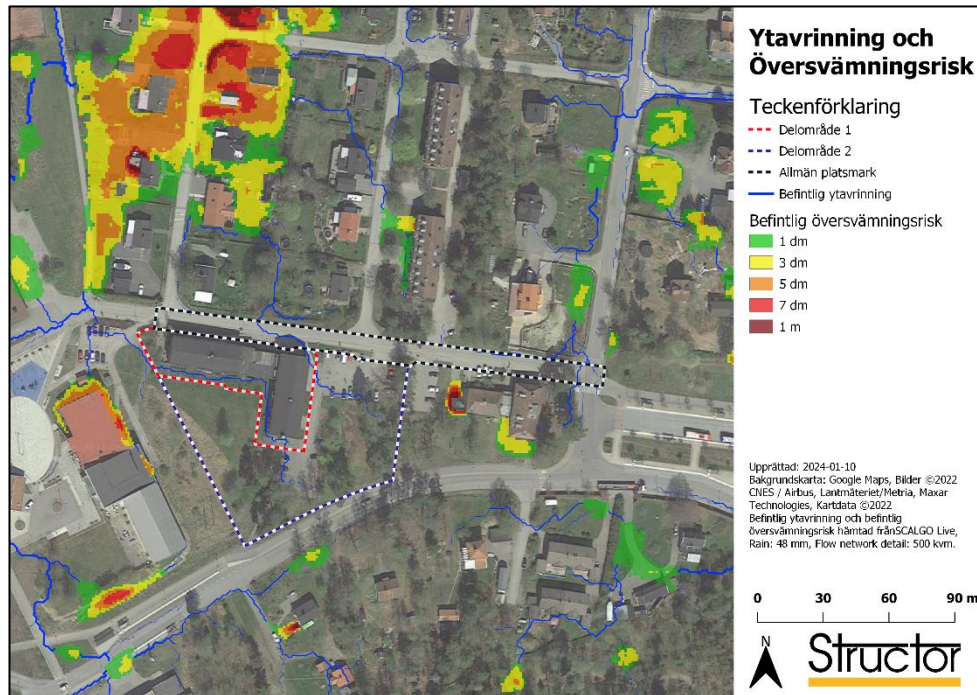 Ytavrinning och
Översvämningsrisk
Teckenförklaring
Delområde 1
Delområde 2
Allmän platsmark
Befintlig ytavrinning
Befintlig översvämningsrisk
1 dm
3 dm
5 dm
7 dm
1 m
Upprättad: 2024-01-10
Bakgrundskarta: Google Maps, Bilder ©2022
CNES / Airbus, Lantmäteriet/Metria, Maxar
Technologies, Kartdata ©2022
Befintlig ytavrinning och befintlig
översvämningsrisk hämtad frånSCALGO Live,
Rain: 48 mm, Flow network detail: 500 kvm.
0 30 60 90 m
N
Structor